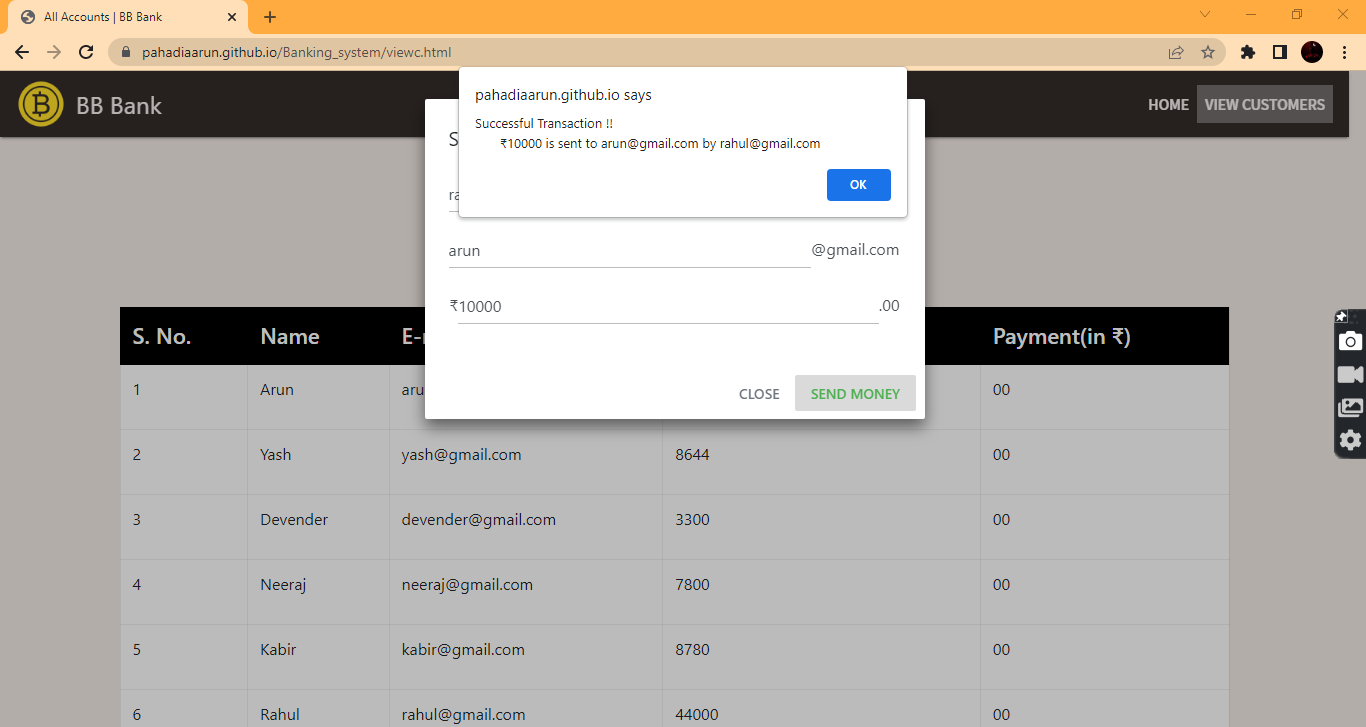 All Accounts | BB Bank
pahadiaarun.github.io/Banking_system/viewc.html
BB Bank
HOME
VIEW CUSTOMERS
pahadiaarun.github.io says
Successful Transaction !!
₹10000 is sent to arun@gmail.com by rahul@gmail.com
OK
S
ra
arun @gmail.com
₹10000 .00
CLOSE SEND MONEY
S. No. Name E- Payment(in ₹)
1 Arun aru 00
2 Yash yash@gmail.com 8644 00
3 Devender devender@gmail.com 3300 00
4 Neeraj neeraj@gmail.com 7800 00
5 Kabir kabir@gmail.com 8780 00
6 Rahul rahul@gmail.com 44000 00